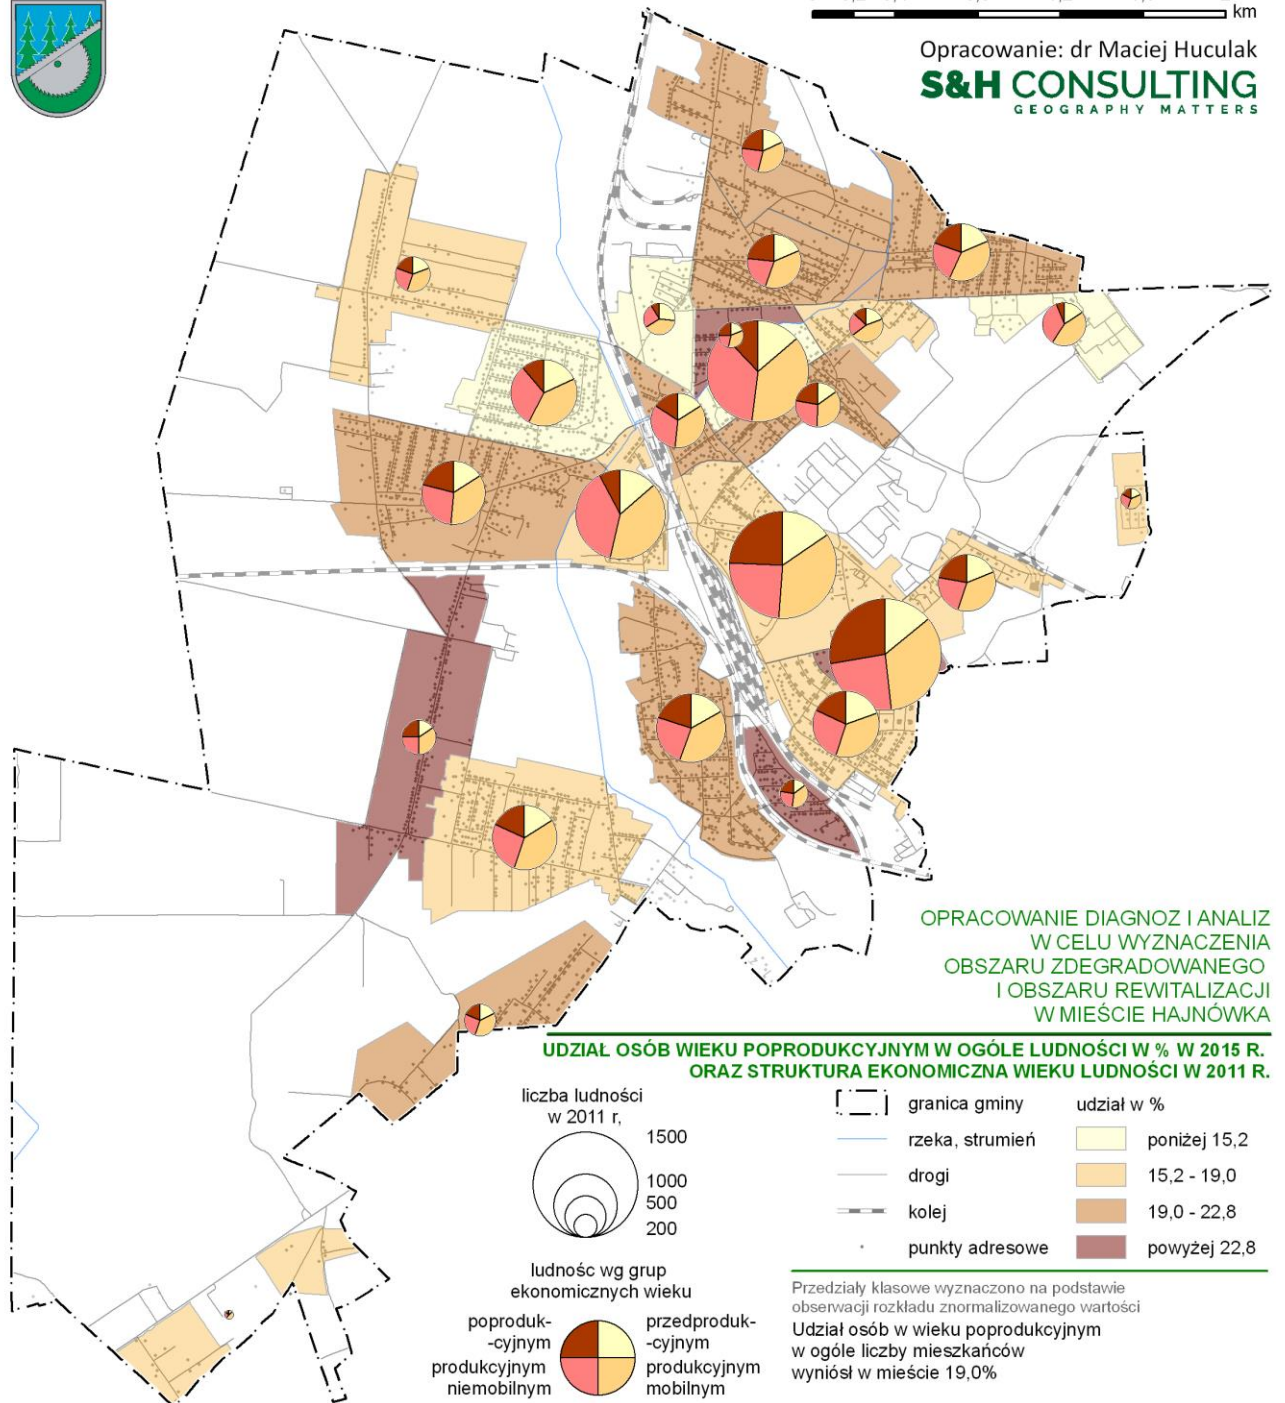 km
Opracowanie: dr Maciej Huculak
S&H CONSULTING
GEOGRAPHY MATTERS
OPRACOWANIE DIAGNOZ I ANALIZ
W CELU WYZNACZENIA
OBSZARU ZDEGRADOWANEGO
I OBSZARU REWITALIZACJI
W MIEŚCIE HAJNÓWKA
UDZIAŁ OSÓB WIEKU POPRODUKCYJNYM W OGÓLE LUDNOŚCI W % W 2015 R.
ORAZ STRUKTURA EKONOMICZNA WIEKU LUDNOŚCI W 2011 R.
liczba ludności
w 2011 r,
1500
1000
500
200
ludnośc wg grup
ekonomicznych wieku
poproduk-
-cyjnym
przedproduk-
-cyjnym
produkcyjnym
niemobilnym
produkcyjnym
mobilnym
granica gminy
rzeka, strumień
drogi
kolej
punkty adresowe
udział w %
poniżej 15,2
15,2 - 19,0
19,0 - 22,8
powyżej 22,8
Przedziały klasowe wyznaczono na podstawie
obserwacji rozkładu znormalizowanego wartości
Udział osób w wieku poprodukcyjnym
w ogóle liczby mieszkańców
wyniósł w mieście 19,0%